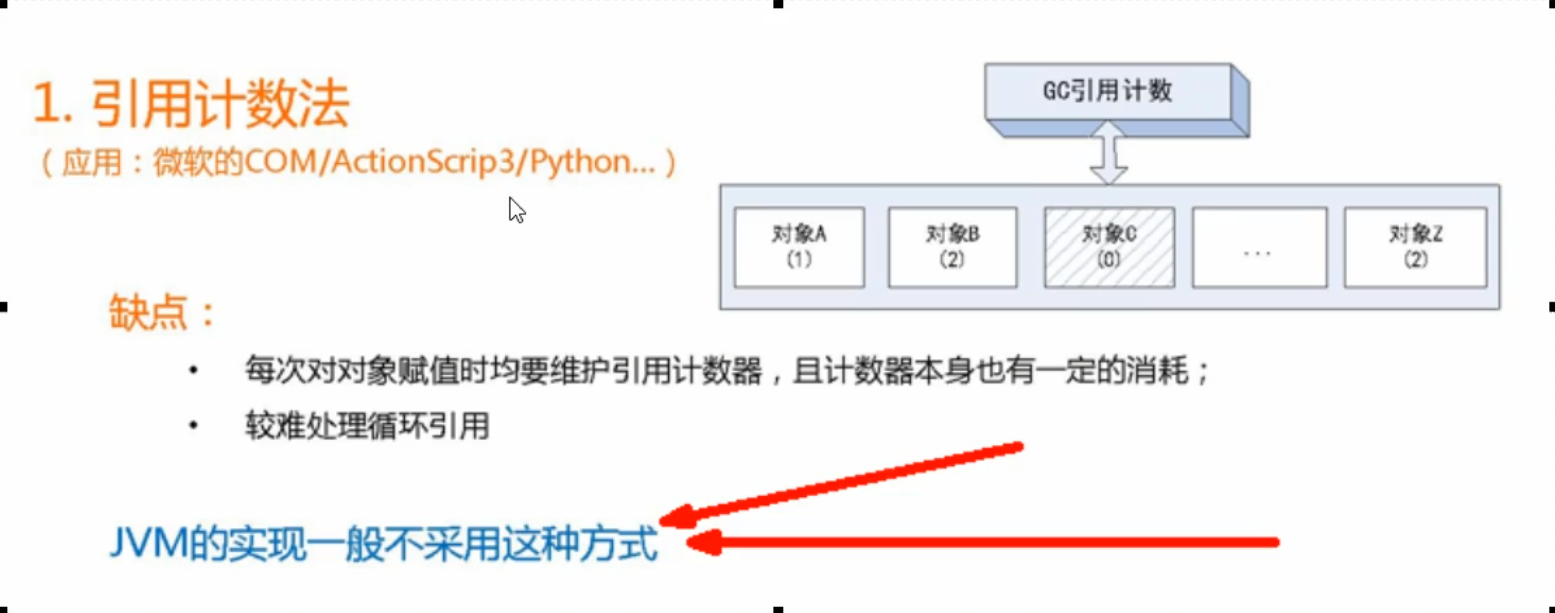 1. 引用计数法
（应用：微软的COM/ActionScrip3/Python...）
GC引用计数
对象A
(1)
对象B
(2)
对象C
(0)
...
对象Z
(2)
缺点：
• 每次对对象赋值时均要维护引用计数器，且计数器本身也有一定的消耗；
• 较难处理循环引用
JVM的实现一般不采用这种方式